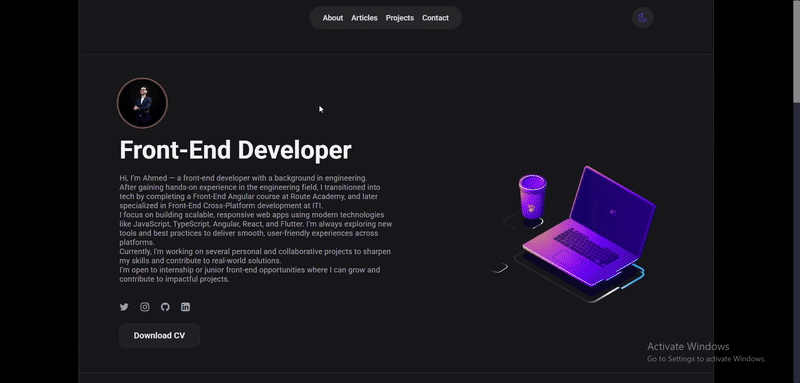 About Articles Projects Contact
Front-End Developer
Hi, I'm Ahmed — a front-end developer with a background in engineering.
After gaining hands-on experience in the engineering field, I transitioned into
tech by completing a Front-End Angular course at Route Academy, and later
specialized in Front-End Cross-Platform development at ITI.
I focus on building scalable, responsive web apps using modern technologies
like JavaScript, TypeScript, Angular, React, and Flutter. I'm always exploring new
tools and best practices to deliver smooth, user-friendly experiences across
platforms.
Currently, I'm working on several personal and collaborative projects to sharpen
my skills and contribute to real-world solutions.
I'm open to internship or junior front-end opportunities where I can grow and
contribute to impactful projects.
Download CV
Activate Windows
Go to Settings to activate Windows.